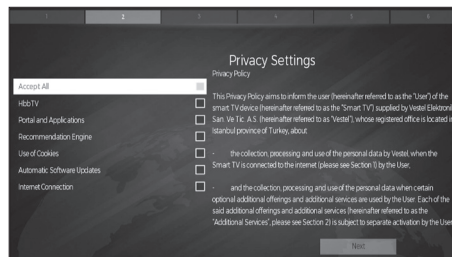 1 2 3 4 5 6
Privacy Settings
Privacy Policy
Accept All
HbbTV
Portal and Applications
Recommendation Engine
Use of Cookies
Automatic Software Updates
Internet Connection
This Privacy Policy aims to inform the user (hereinafter referred to as the "User") of the
smart TV device (hereinafter referred to as the "Smart TV") supplied by Vestel Elektroni
San. Ve Tic. A.S. (hereinafter referred to as "Vestel"), whose registered office is located i
Istanbul province of Turkey, about
- the collection, processing and use of the personal data by Vestel, when the
Smart TV is connected to the internet (please see Section 1) by the User,
- and the collection, processing and use of the personal data when certain
optional additional offerings and additional services are used by the User. Each of the
said additional offerings and additional services (hereinafter referred to as the
"Additional Services", please see Section 2) is subject to separate activation by the User
Next